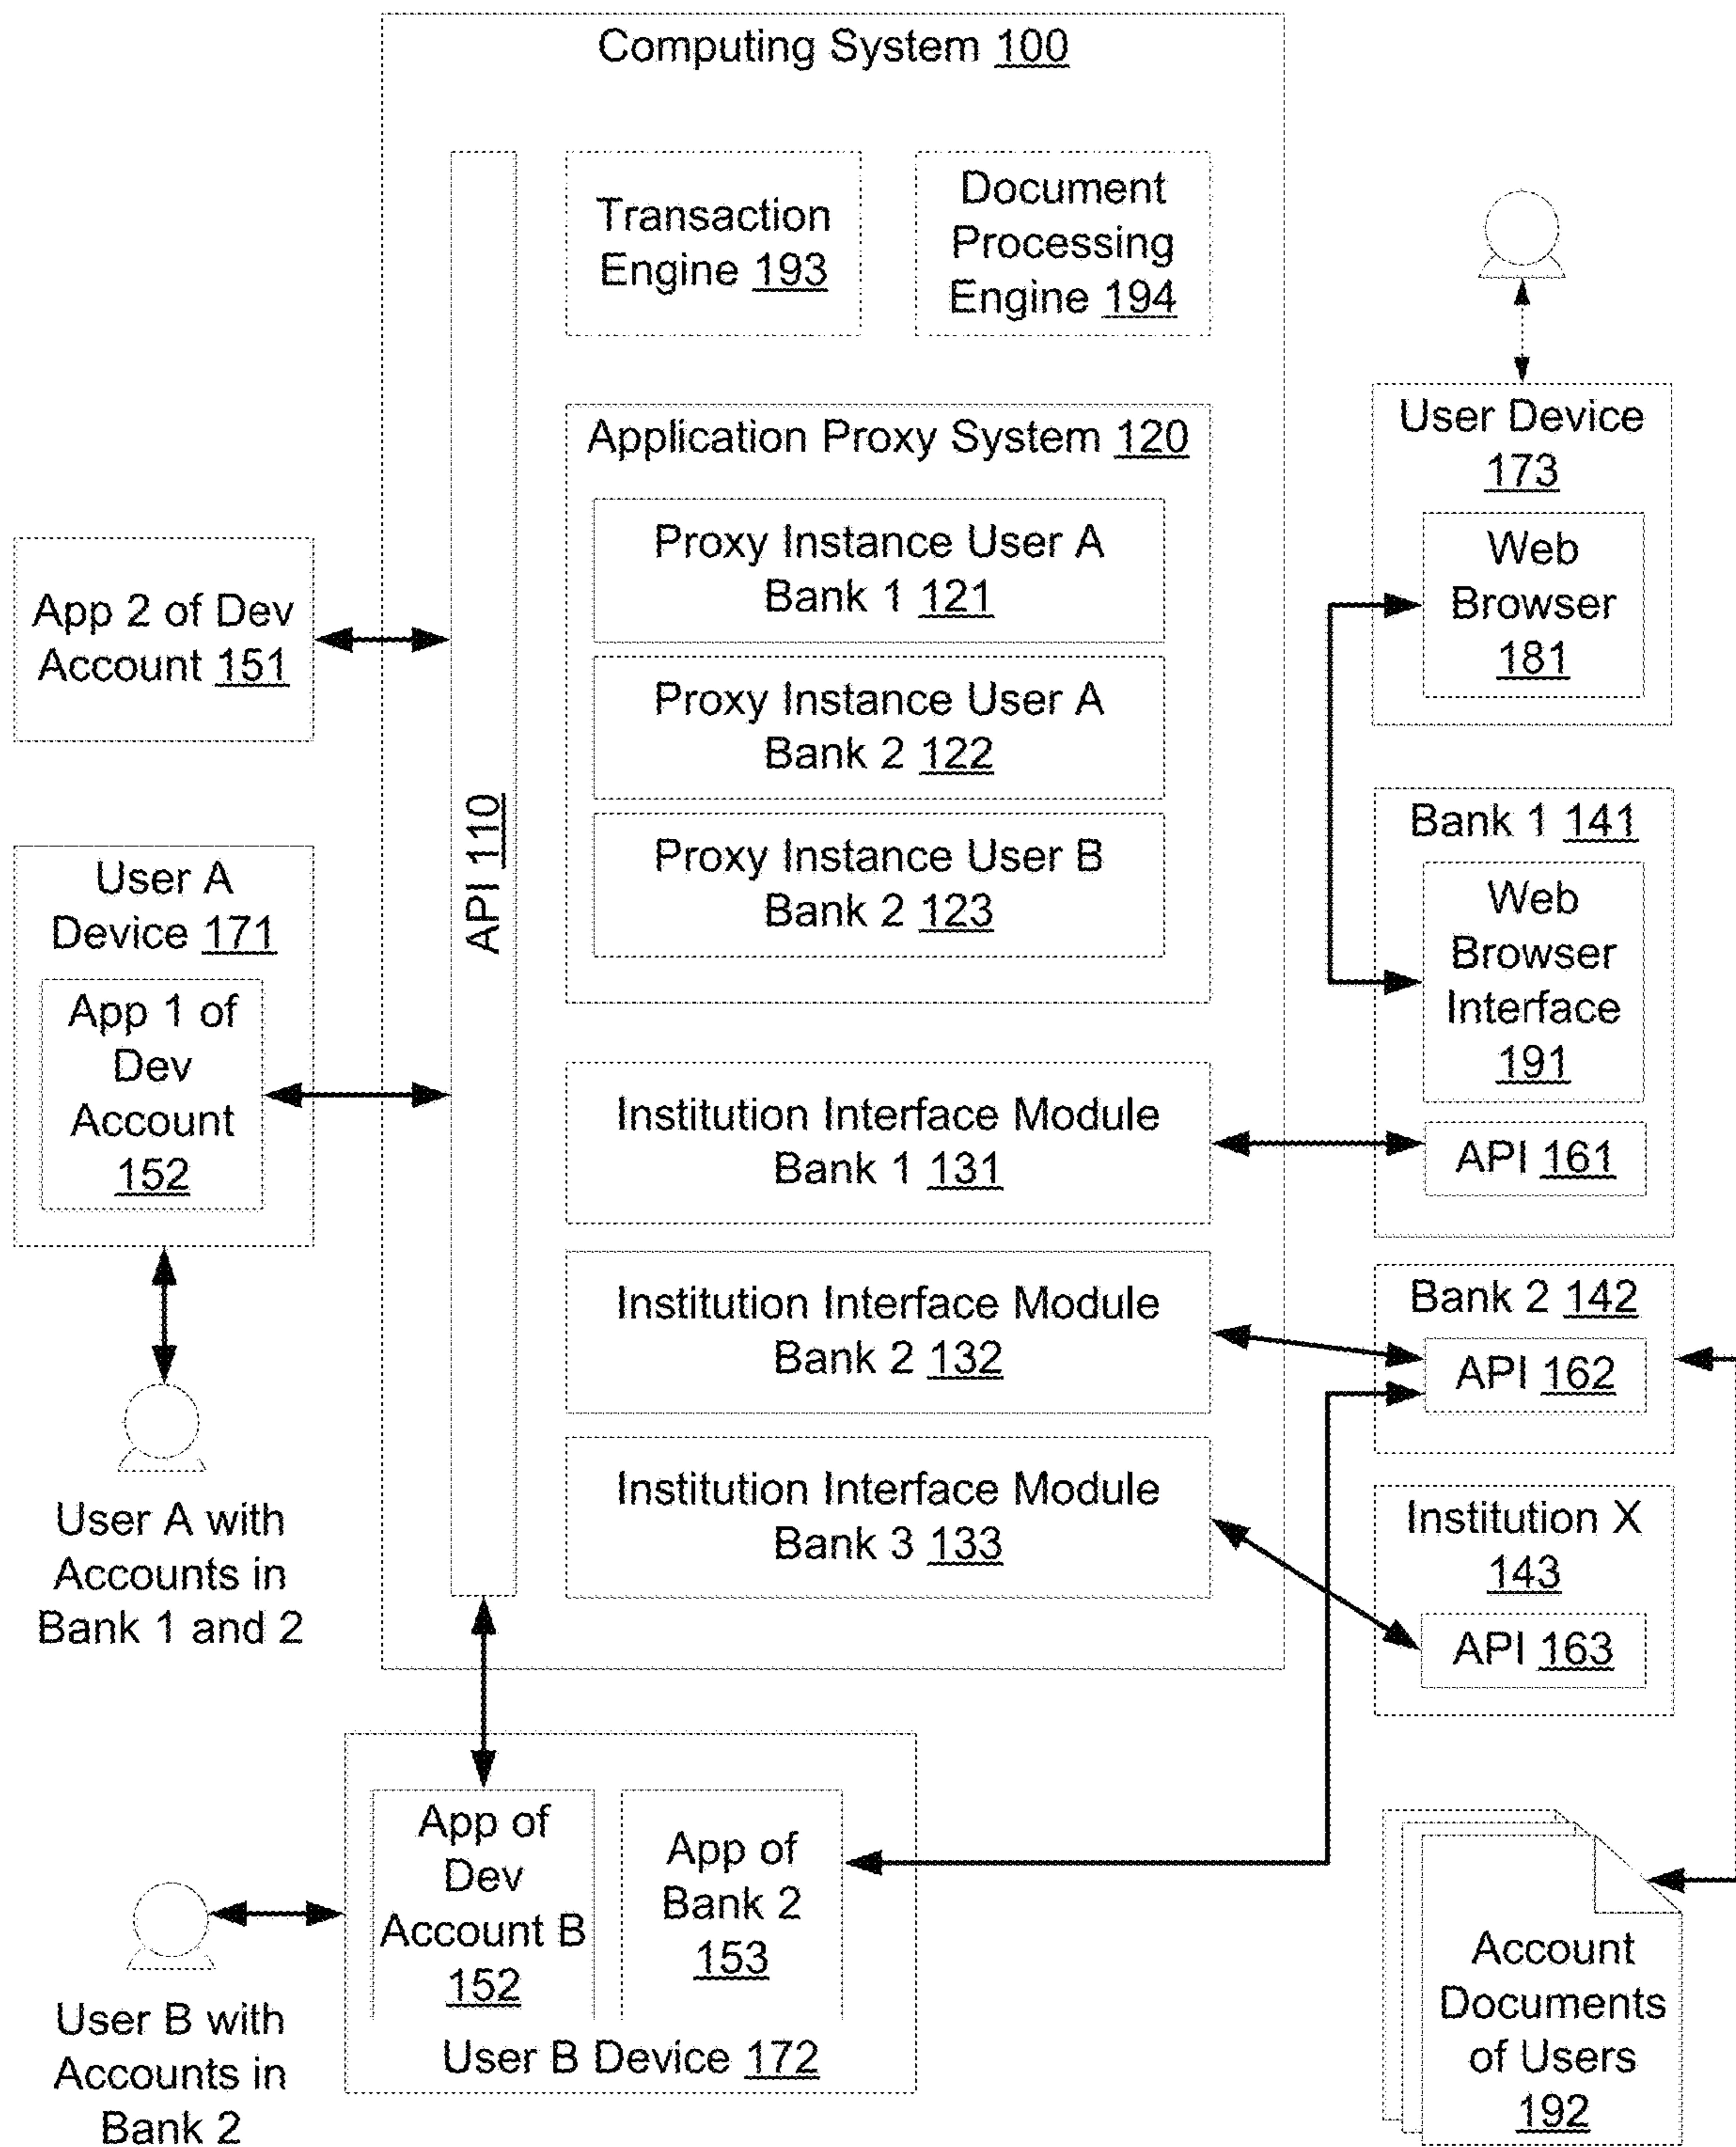 Computing System 100
Transaction
Engine 193
Document
Processing
Engine 194
Application Proxy System 120
Proxy Instance User A
Bank 1 121
Proxy Instance User A
Bank 2 122
Proxy Instance User B
Bank 2 123
API 110
App 2 of Dev
Account 151
User A
Device 171
App 1 of
Dev
Account
152
User A with
Accounts in
Bank 1 and 2
Institution Interface Module
Bank 1 131
Institution Interface Module
Bank 2 132
Institution Interface Module
Bank 3 133
User Device
173
Web
Browser
181
Bank 1 141
Web
Browser
Interface
191
API 161
Bank 2 142
API 162
Institution X
143
API 163
App of
Dev
Account B
152
App of
Bank 2
153
User B Device 172
User B with
Accounts in
Bank 2
Account
Documents
of Users
192